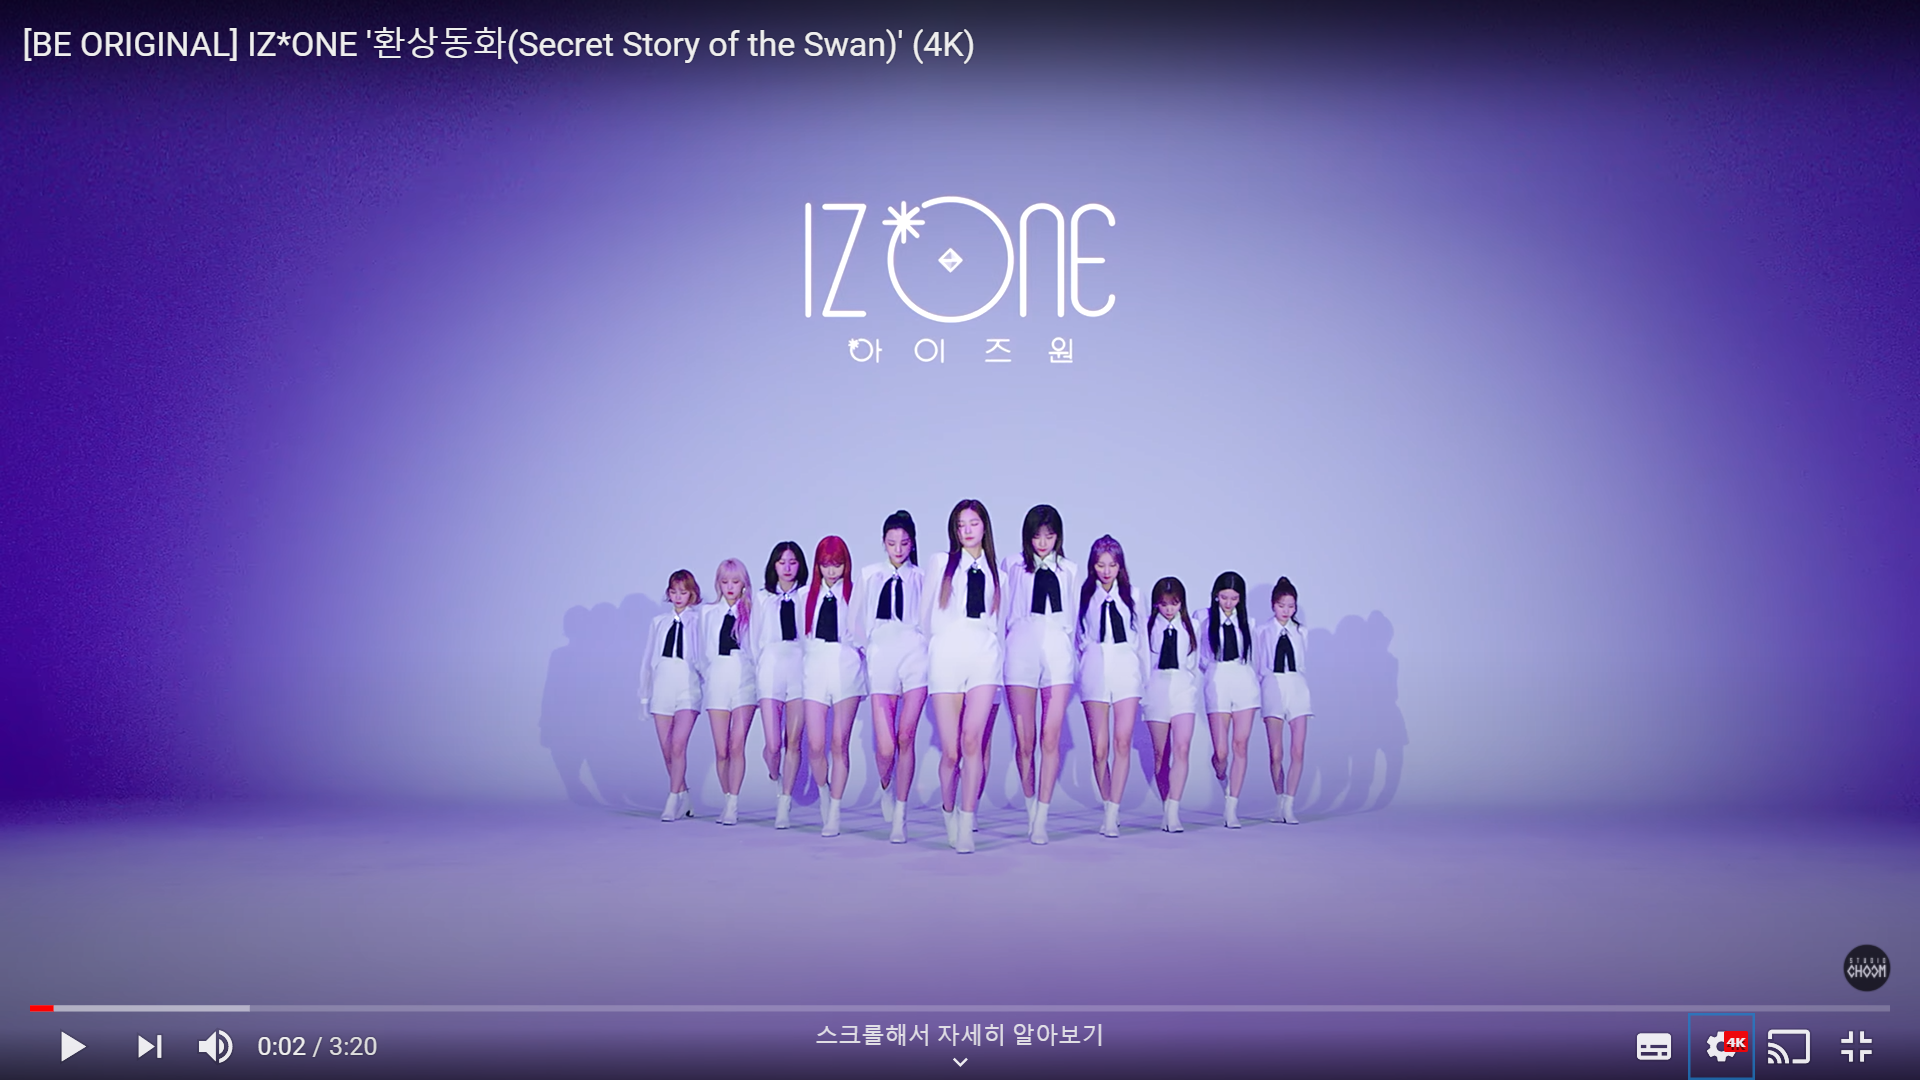 [BE ORIGINAL] IZ*ONE '환상동화(Secret Story of the Swan)' (4K)
IZ*ONE
아이즈원
STUDIO
CHOOM
0:02 / 3:20
스크롤해서 자세히 알아보기
4K